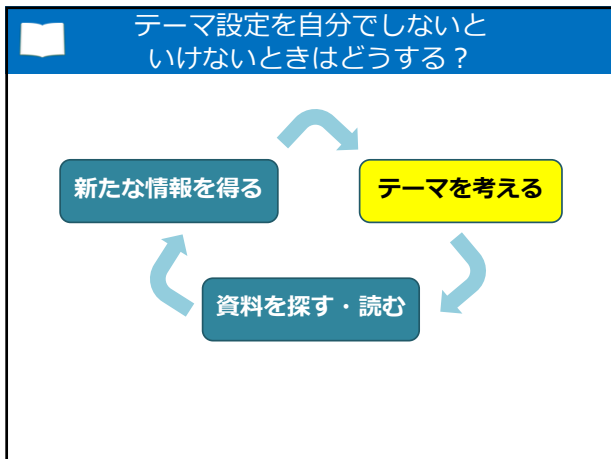 テーマ設定を自分でしないと
いけないときはどうする？
新たな情報を得る
テーマを考える
資料を探す・読む